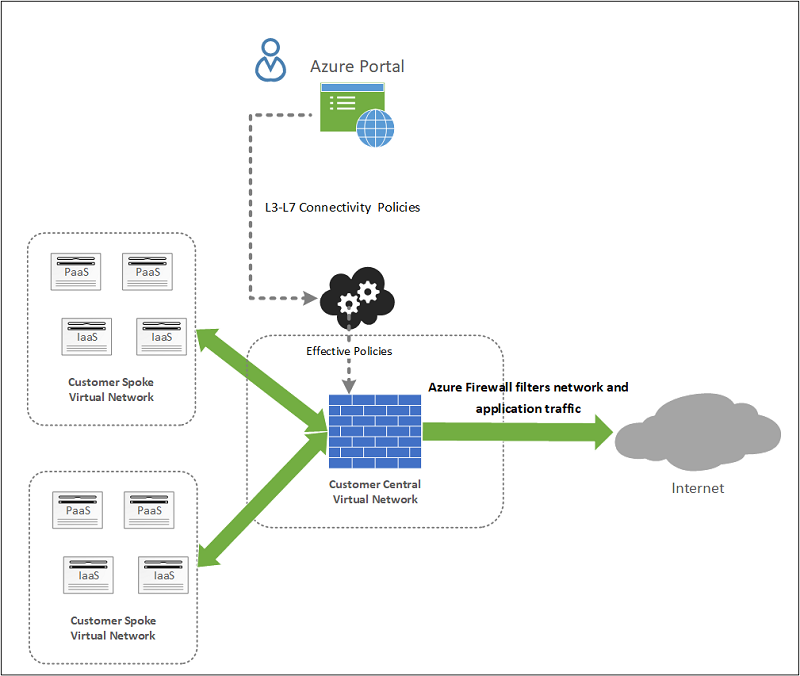 Azure Portal
L3-L7 Connectivity Policies
PaaS
PaaS
IaaS
IaaS
Customer Spoke
Virtual Network
Effective Policies
Azure Firewall filters network and
application traffic
Customer Central
Virtual Network
Internet
PaaS
PaaS
IaaS
IaaS
Customer Spoke
Virtual Network